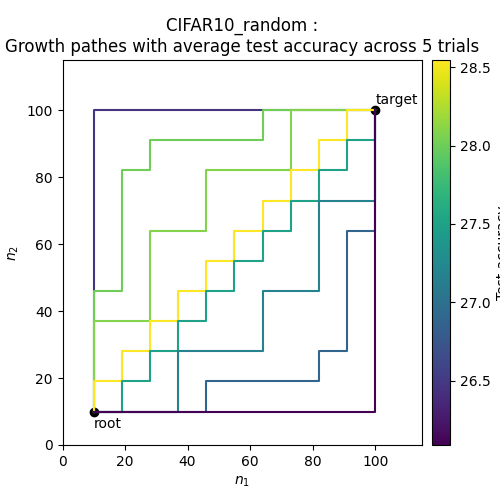 CIFAR10_random :
Growth pathes with average test accuracy across 5 trials
target
28.5
100
28.0
80
27.5
60
n₂
Test accuracy
40
27.0
20
26.5
root
0
0 20 40 60 80 100
n₁